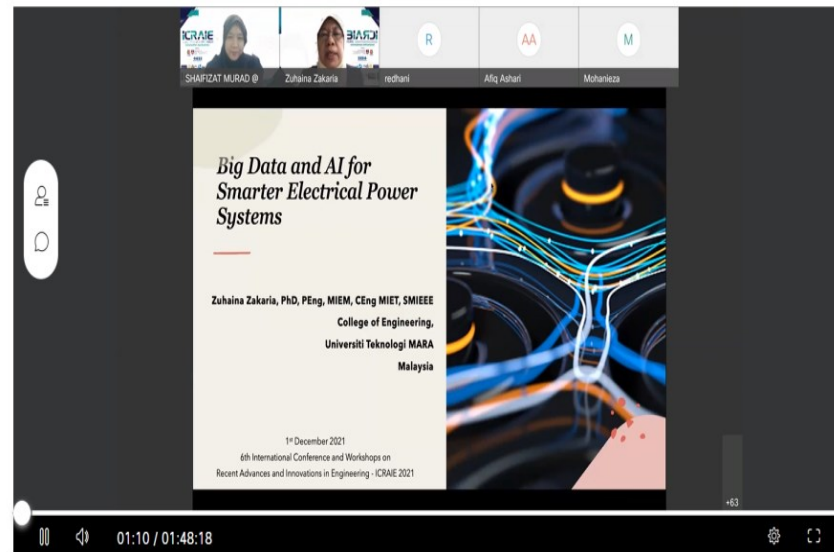 ICRAIE
SHAIFIZAT MURAD @
Zuhaina Zakaria
R
redhani
AA
Afiq Ashari
M
Mohanieza
Big Data and AI for
Smarter Electrical Power
Systems
Zuhaina Zakaria, PhD, PEng, MIEM, CEng MIET, SMIEEE
College of Engineering,
Universiti Teknologi MARA
Malaysia
1st December 2021
6th International Conference and Workshops on
Recent Advances and Innovations in Engineering - ICRAIE 2021
+63
01:10 / 01:48:18